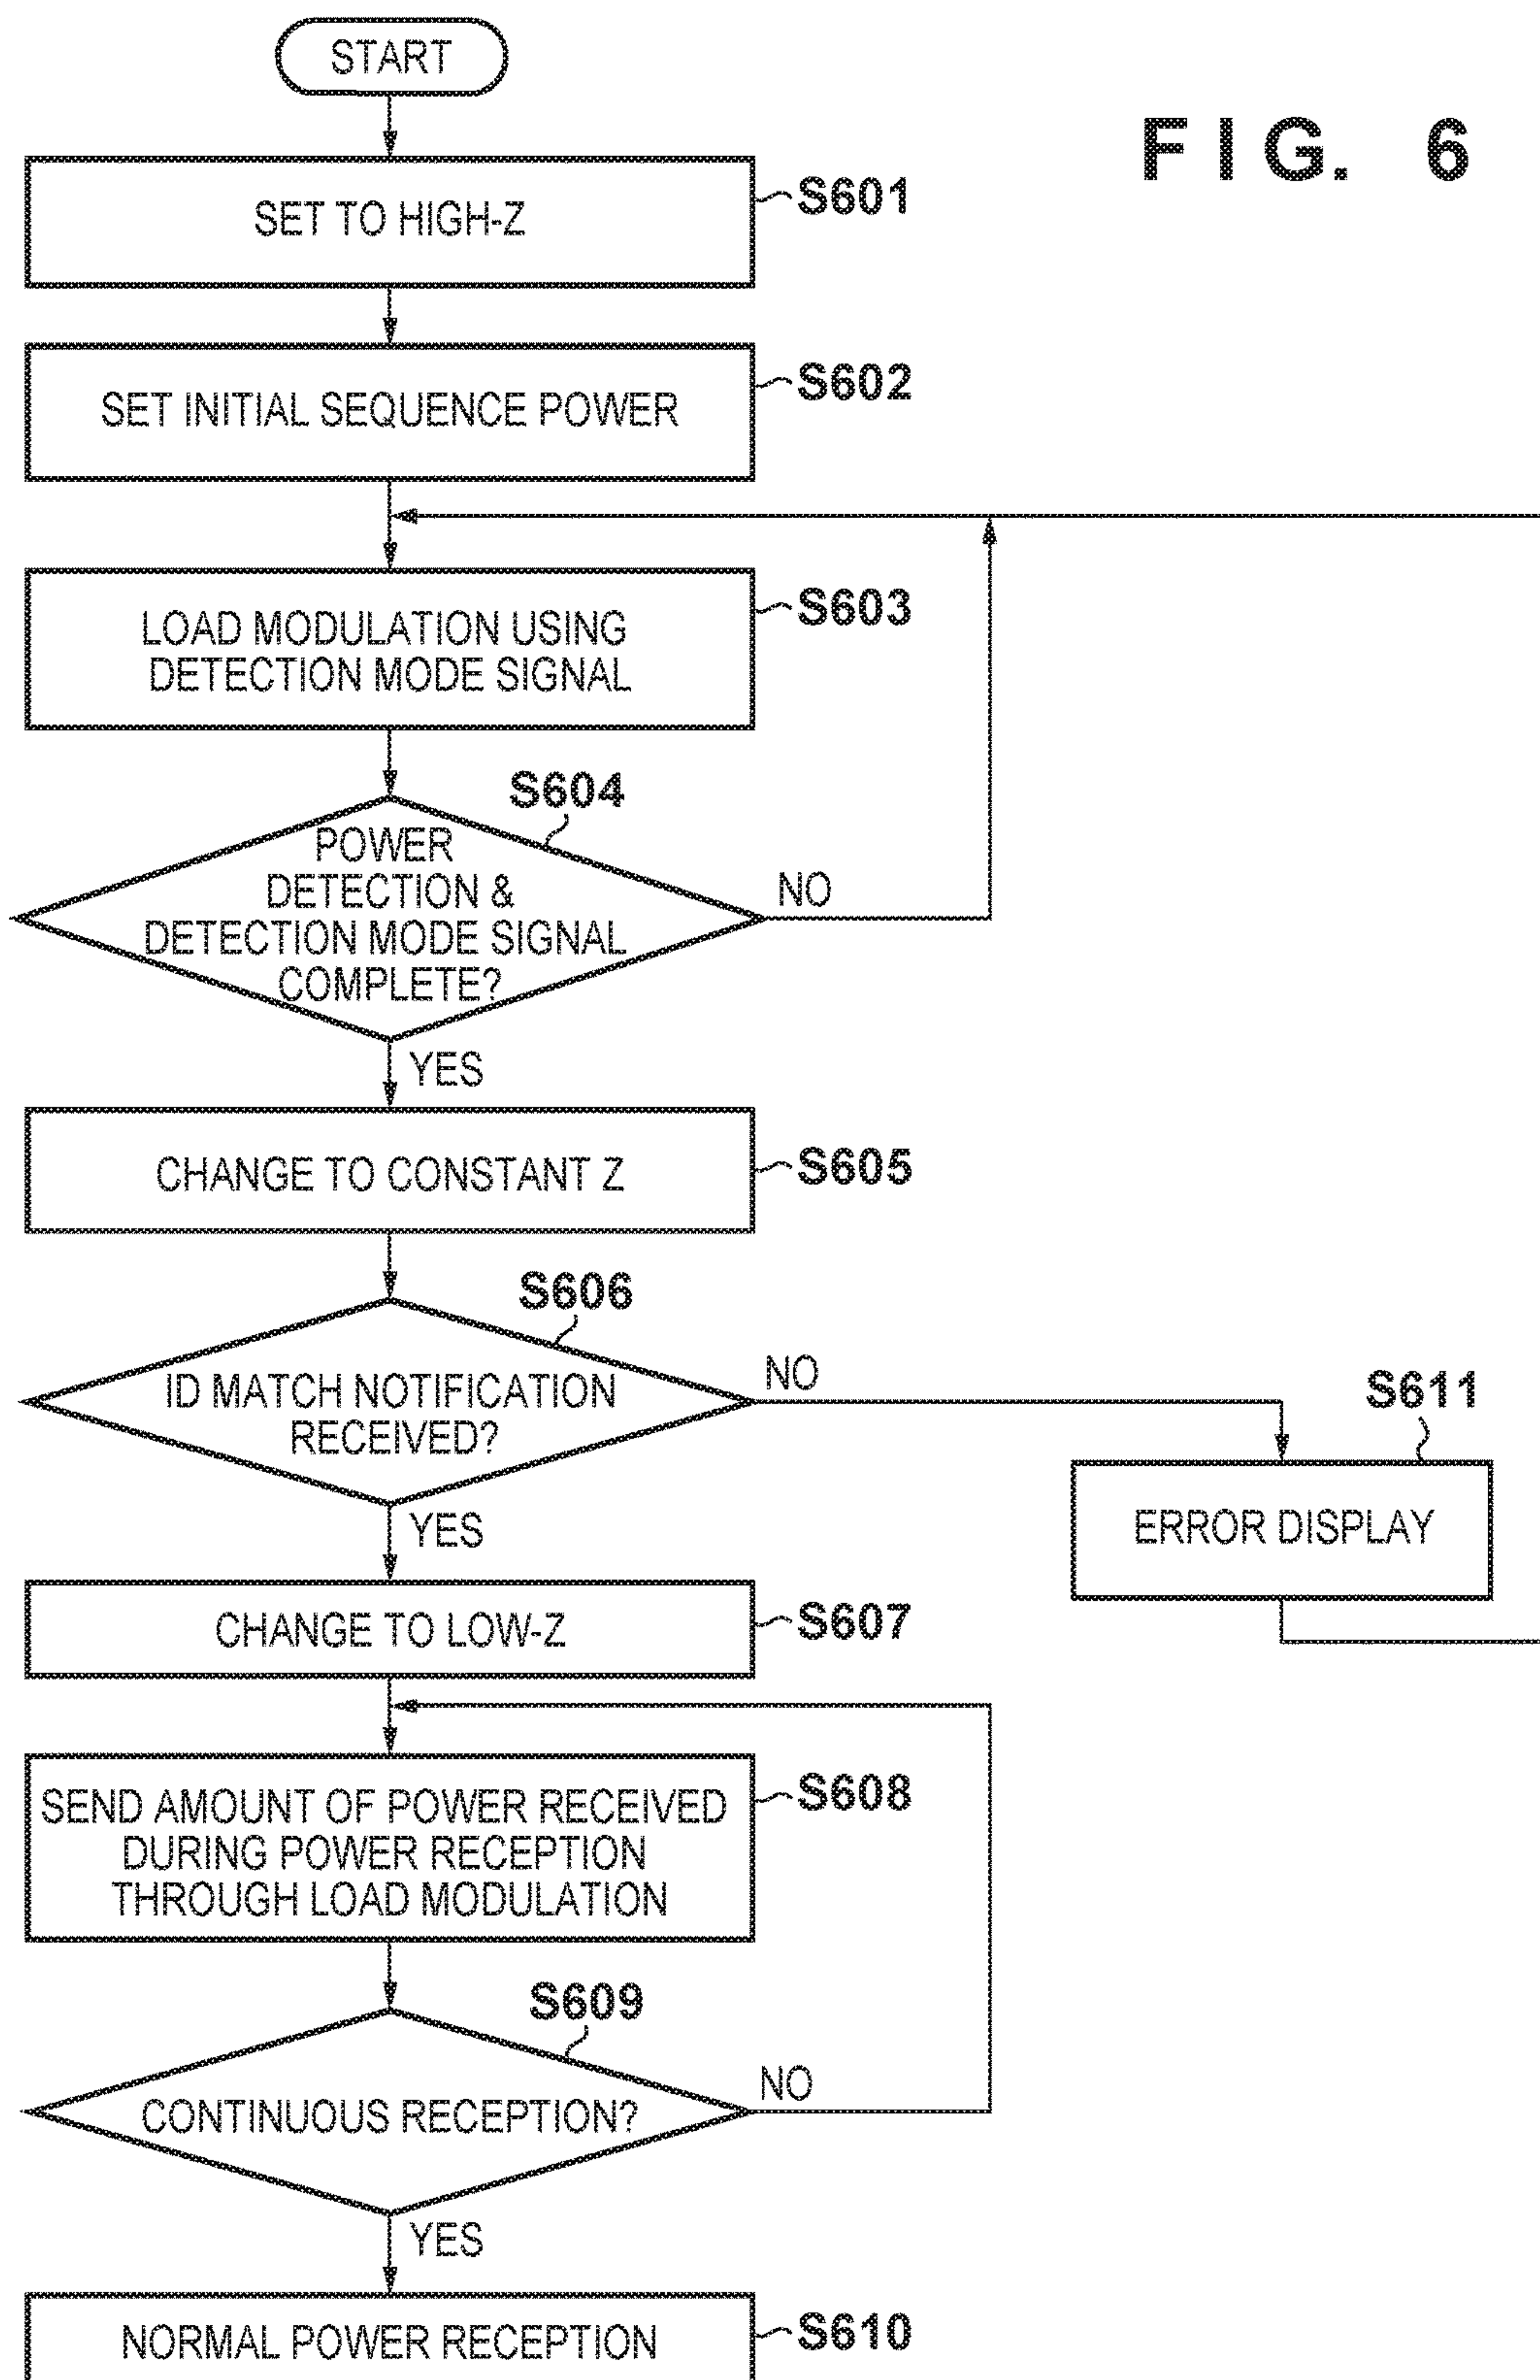 START
FIG. 6
SET TO HIGH-Z
S601
SET INITIAL SEQUENCE POWER
S602
LOAD MODULATION USING
DETECTION MODE SIGNAL
S603
S604
POWER
DETECTION &
DETECTION MODE SIGNAL
COMPLETE?
NO
YES
CHANGE TO CONSTANT Z
S605
S606
ID MATCH NOTIFICATION
RECEIVED?
NO
S611
ERROR DISPLAY
YES
CHANGE TO LOW-Z
S607
SEND AMOUNT OF POWER RECEIVED
DURING POWER RECEPTION
THROUGH LOAD MODULATION
S608
S609
CONTINUOUS RECEPTION?
NO
YES
NORMAL POWER RECEPTION
S610